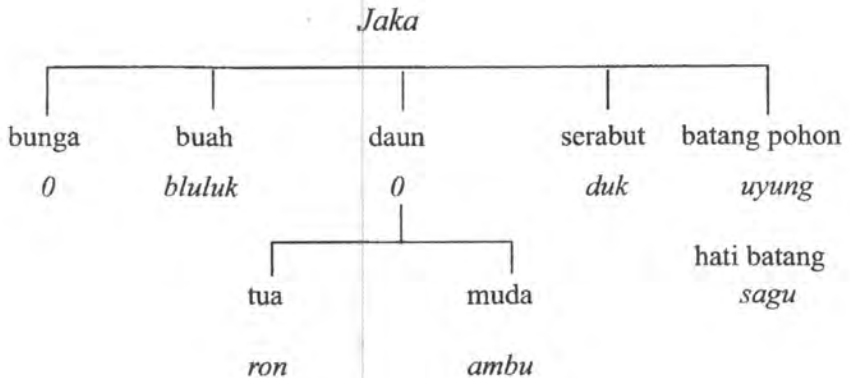 Jaka
bunga buah daun serabut batang pohon
0 bluluk 0 duk uyung
hati batang
tua muda sagu
ron ambu